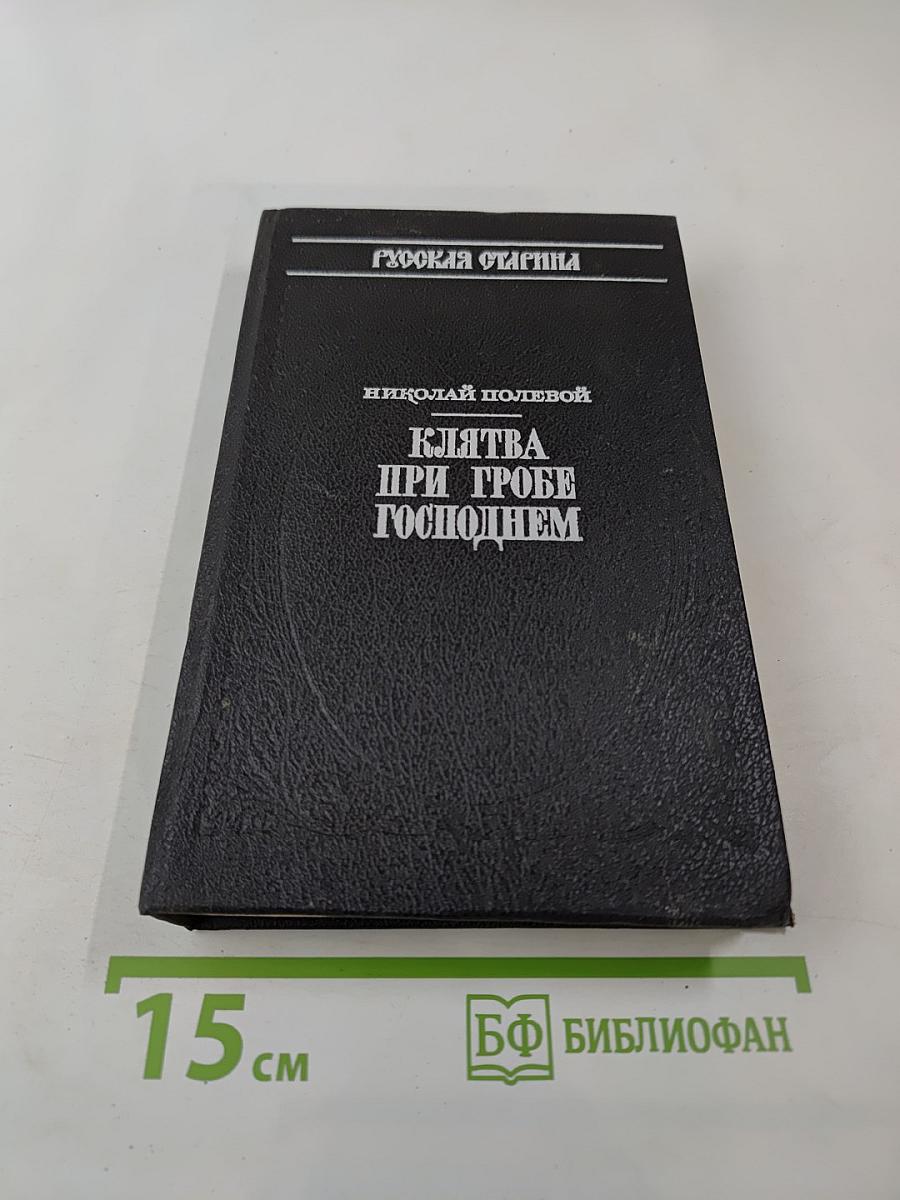 РУССКАЯ СТАРИНА
НИКОЛАЙ ПОЛЕВОЙ
КЛЯТВА
ПРИ ГРОБЕ
ГОСПОДНЕМ
15 см
БФ БИБЛИОФАН